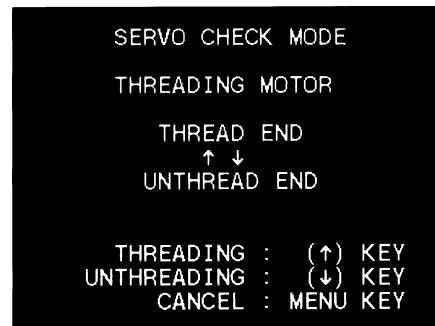 SERVO CHECK MODE
THREADING MOTOR
THREAD END
↑ ↓
UNTHREAD END
THREADING : (↑) KEY
UNTHREADING : (↓) KEY
CANCEL : MENU KEY